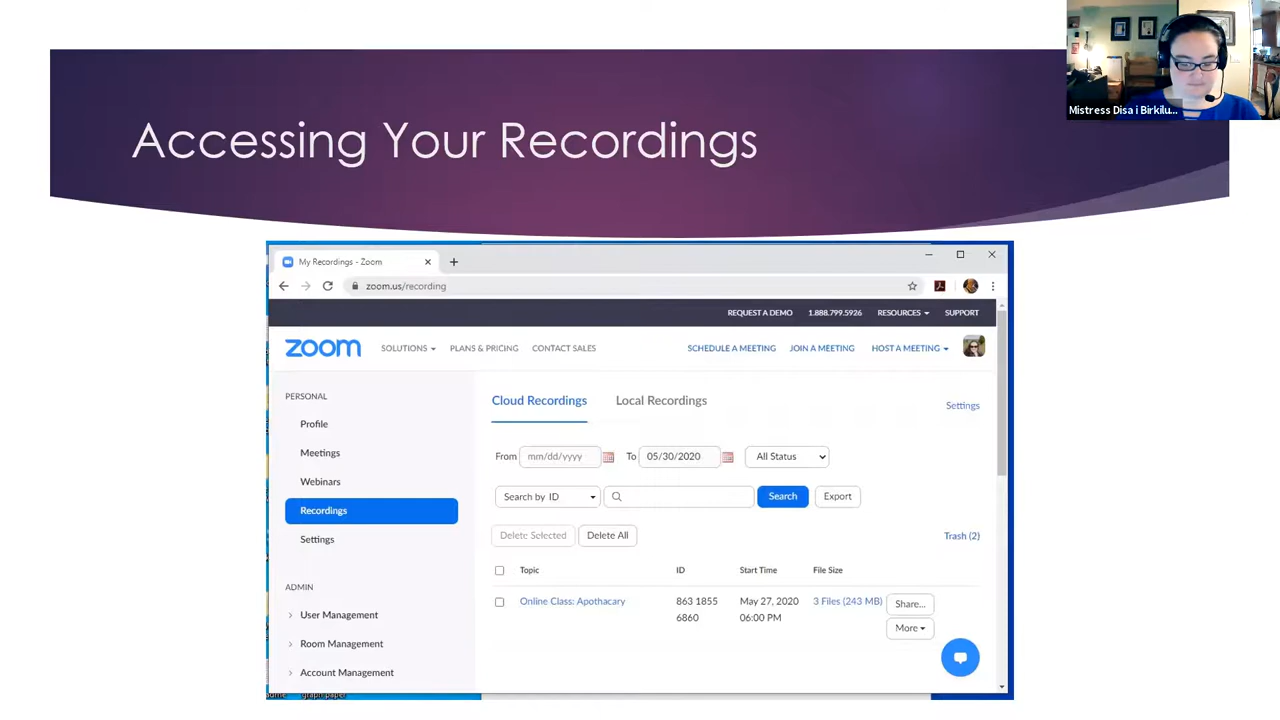 Mistress Disa i Birkilu...
Accessing Your Recordings
My Recordings - Zoom
zoom.us/recording
REQUEST A DEMO 1.888.799.5926 RESOURCES SUPPORT
zoom SOLUTIONS PLANS & PRICING CONTACT SALES SCHEDULE A MEETING JOIN A MEETING HOST A MEETING
PERSONAL
Profile
Meetings
Webinars
Recordings
Settings
ADMIN
User Management
Room Management
Account Management
Cloud Recordings Local Recordings Settings
From mm/dd/yyyy To 05/30/2020 All Status
Search by ID Search Export
Delete Selected Delete All Trash (2)
Topic ID Start Time File Size
Online Class: Apothacary 863 1855 May 27, 2020 3 Files (243 MB) Share...
6860 06:00 PM More
graph paper